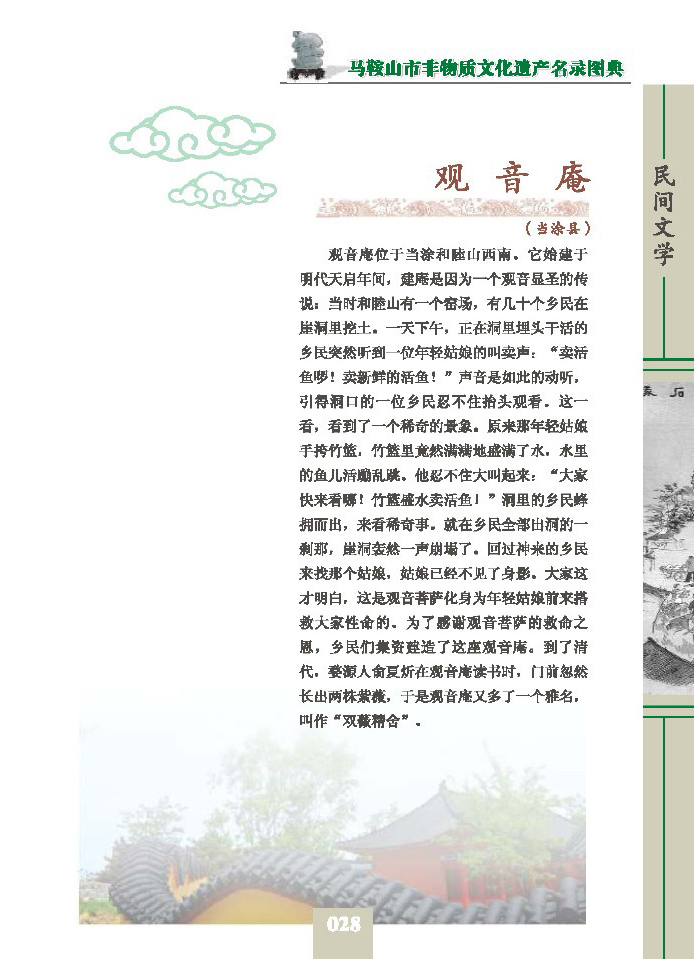 马鞍山市非物质文化遗产名录图典
观音庵
（当涂县）
观音庵位于当涂和睦山西南。它始建于
明代天启年间，建庵是因为一个观音显圣的传
说：当时和睦山有一个窑场，有几十个乡民在
崖洞里挖土。一天下午，正在洞里埋头干活的
乡民突然听到一位年轻姑娘的叫卖声：“卖活
鱼啰！卖新鲜的活鱼！”声音是如此的动听，
引得洞口的一位乡民忍不住抬头观看。这一
看，看到了一个稀奇的景象。原来那年轻姑娘
手挎竹篮，竹篮里竟然满满地盛满了水，水里
的鱼儿活蹦乱跳。他忍不住大叫起来：“大家
快来看哪！竹篮盛水卖活鱼！”洞里的乡民蜂
拥而出，来看稀奇事。就在乡民全部出洞的一
刹那，崖洞轰然一声崩塌了。回过神来的乡民
来找那个姑娘，姑娘已经不见了身影。大家这
才明白，这是观音菩萨化身为年轻姑娘前来搭
救大家性命的。为了感谢观音菩萨的救命之
恩，乡民们集资建造了这座观音庵。到了清
代，婺源人俞夏炘在观音庵读书时，门前忽然
长出两株紫薇，于是观音庵又多了一个雅名，
叫作“双薇精舍”。
民间文学
028